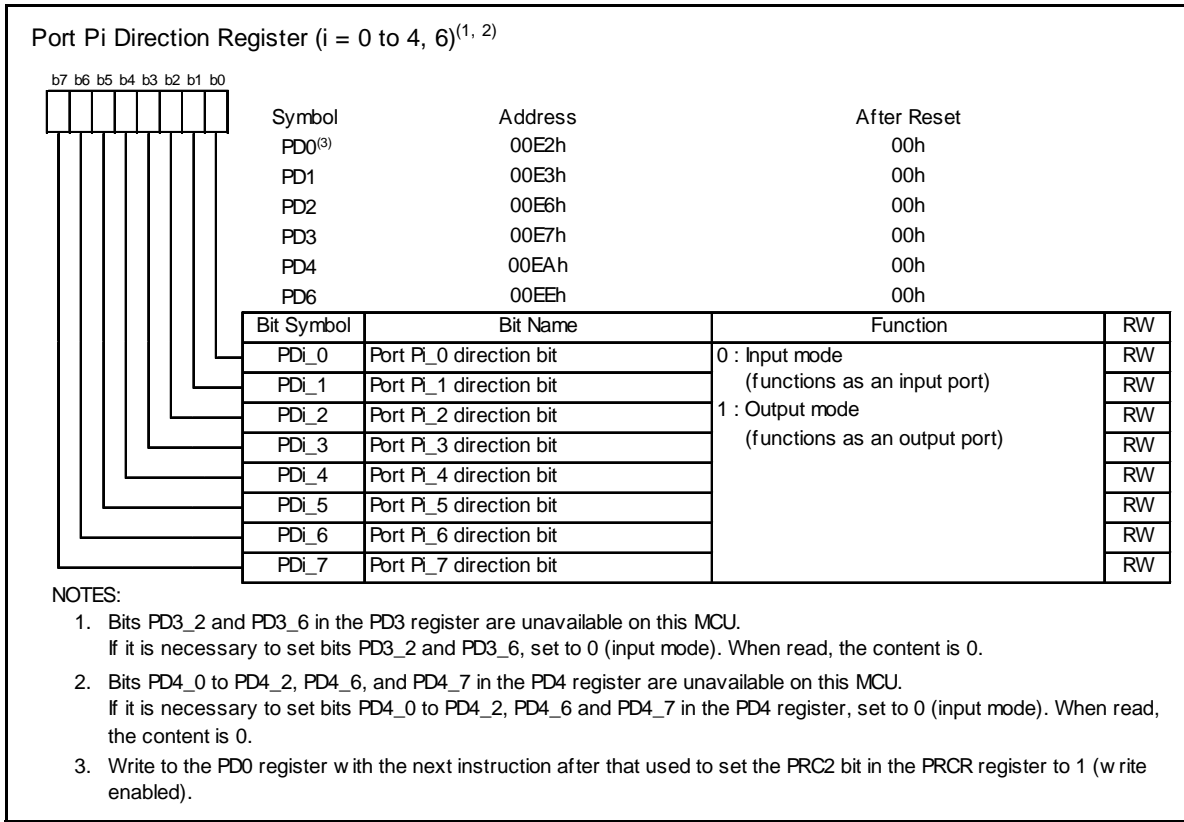 Port Pi Direction Register (i = 0 to 4, 6)(1, 2)
b7 b6 b5 b4 b3 b2 b1 b0
Symbol Address After Reset
PD0(3) 00E2h 00h
PD1 00E3h 00h
PD2 00E6h 00h
PD3 00E7h 00h
PD4 00EAh 00h
PD6 00EEh 00h
Bit Symbol Bit Name Function RW
PDi_0 Port Pi_0 direction bit 0 : Input mode RW
PDi_1 Port Pi_1 direction bit (functions as an input port) RW
PDi_2 Port Pi_2 direction bit 1 : Output mode RW
PDi_3 Port Pi_3 direction bit (functions as an output port) RW
PDi_4 Port Pi_4 direction bit RW
PDi_5 Port Pi_5 direction bit RW
PDi_6 Port Pi_6 direction bit RW
PDi_7 Port Pi_7 direction bit RW
NOTES:
1. Bits PD3_2 and PD3_6 in the PD3 register are unavailable on this MCU.
If it is necessary to set bits PD3_2 and PD3_6, set to 0 (input mode). When read, the content is 0.
2. Bits PD4_0 to PD4_2, PD4_6, and PD4_7 in the PD4 register are unavailable on this MCU.
If it is necessary to set bits PD4_0 to PD4_2, PD4_6 and PD4_7 in the PD4 register, set to 0 (input mode). When read,
the content is 0.
3. Write to the PD0 register with the next instruction after that used to set the PRC2 bit in the PRCR register to 1 (write
enabled).